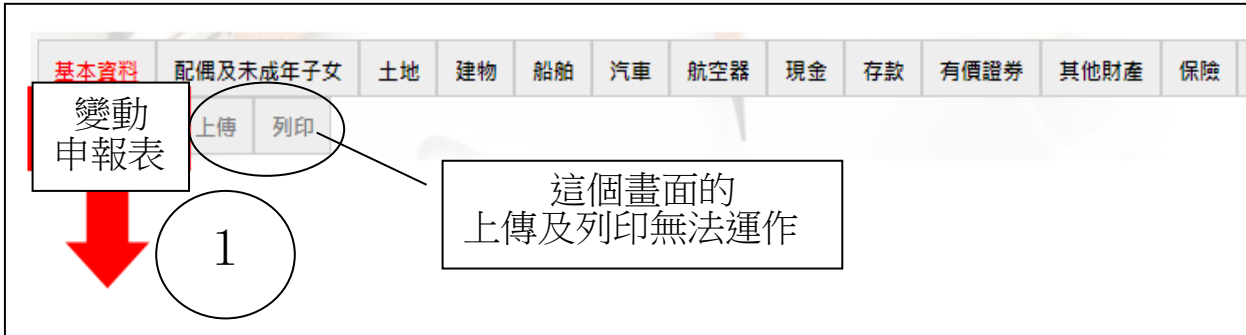 基本資料 配偶及未成年子女 土地 建物 船舶 汽車 航空器 現金 存款 有價證券 其他財產 保險
變動
申報表
上傳 列印
這個畫面的
上傳及列印無法運作
1